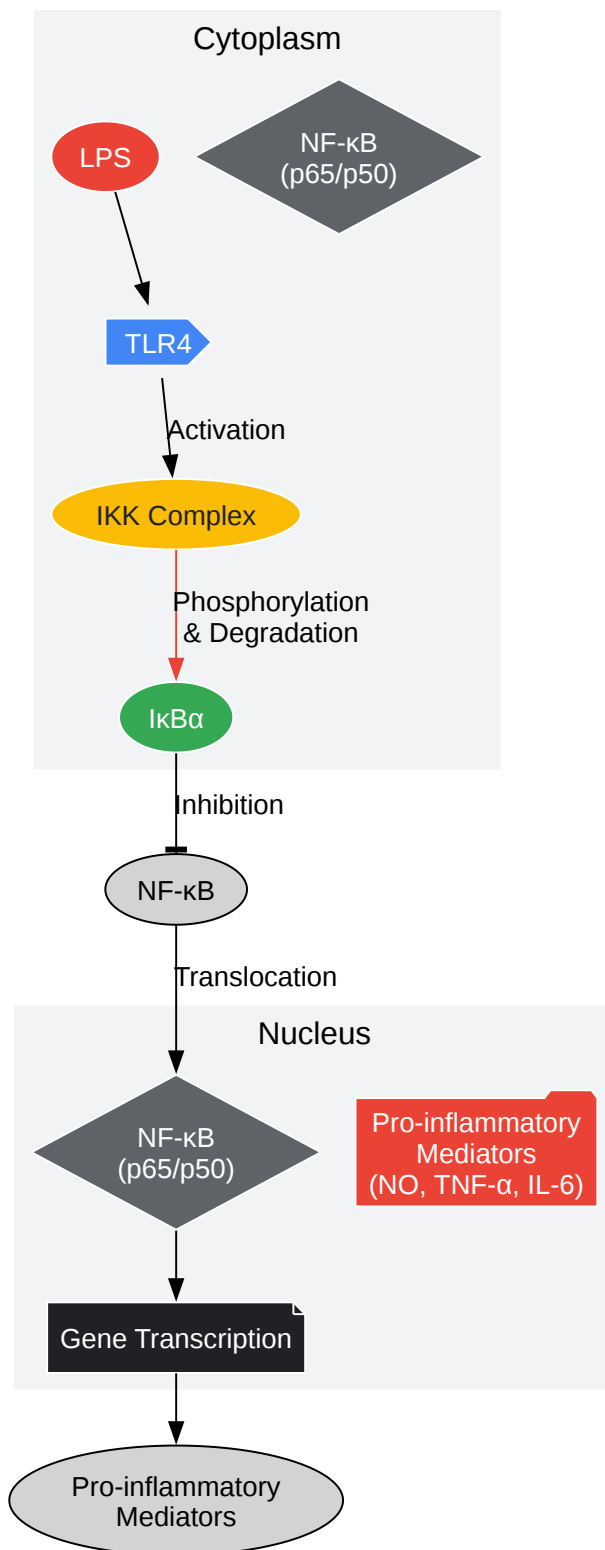 Cytoplasm
LPS
NF-κB
(p65/p50)
TLR4
Activation
IKK Complex
Phosphorylation
& Degradation
IκBα
Inhibition
NF-κB
Translocation
Nucleus
NF-κB
(p65/p50)
Pro-inflammatory
Mediators
(NO, TNF-α, IL-6)
Gene Transcription
Pro-inflammatory
Mediators